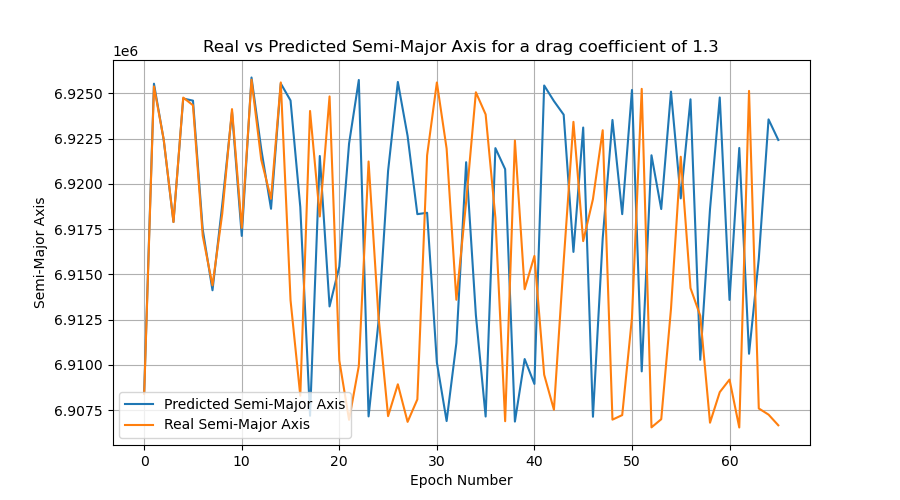 Real vs Predicted Semi-Major Axis for a drag coefficient of 1.3
1e6
6.9250
6.9225
6.9200
6.9175
6.9150
6.9125
6.9100
6.9075
Semi-Major Axis
Predicted Semi-Major Axis
Real Semi-Major Axis
0 10 20 30 40 50 60
Epoch Number